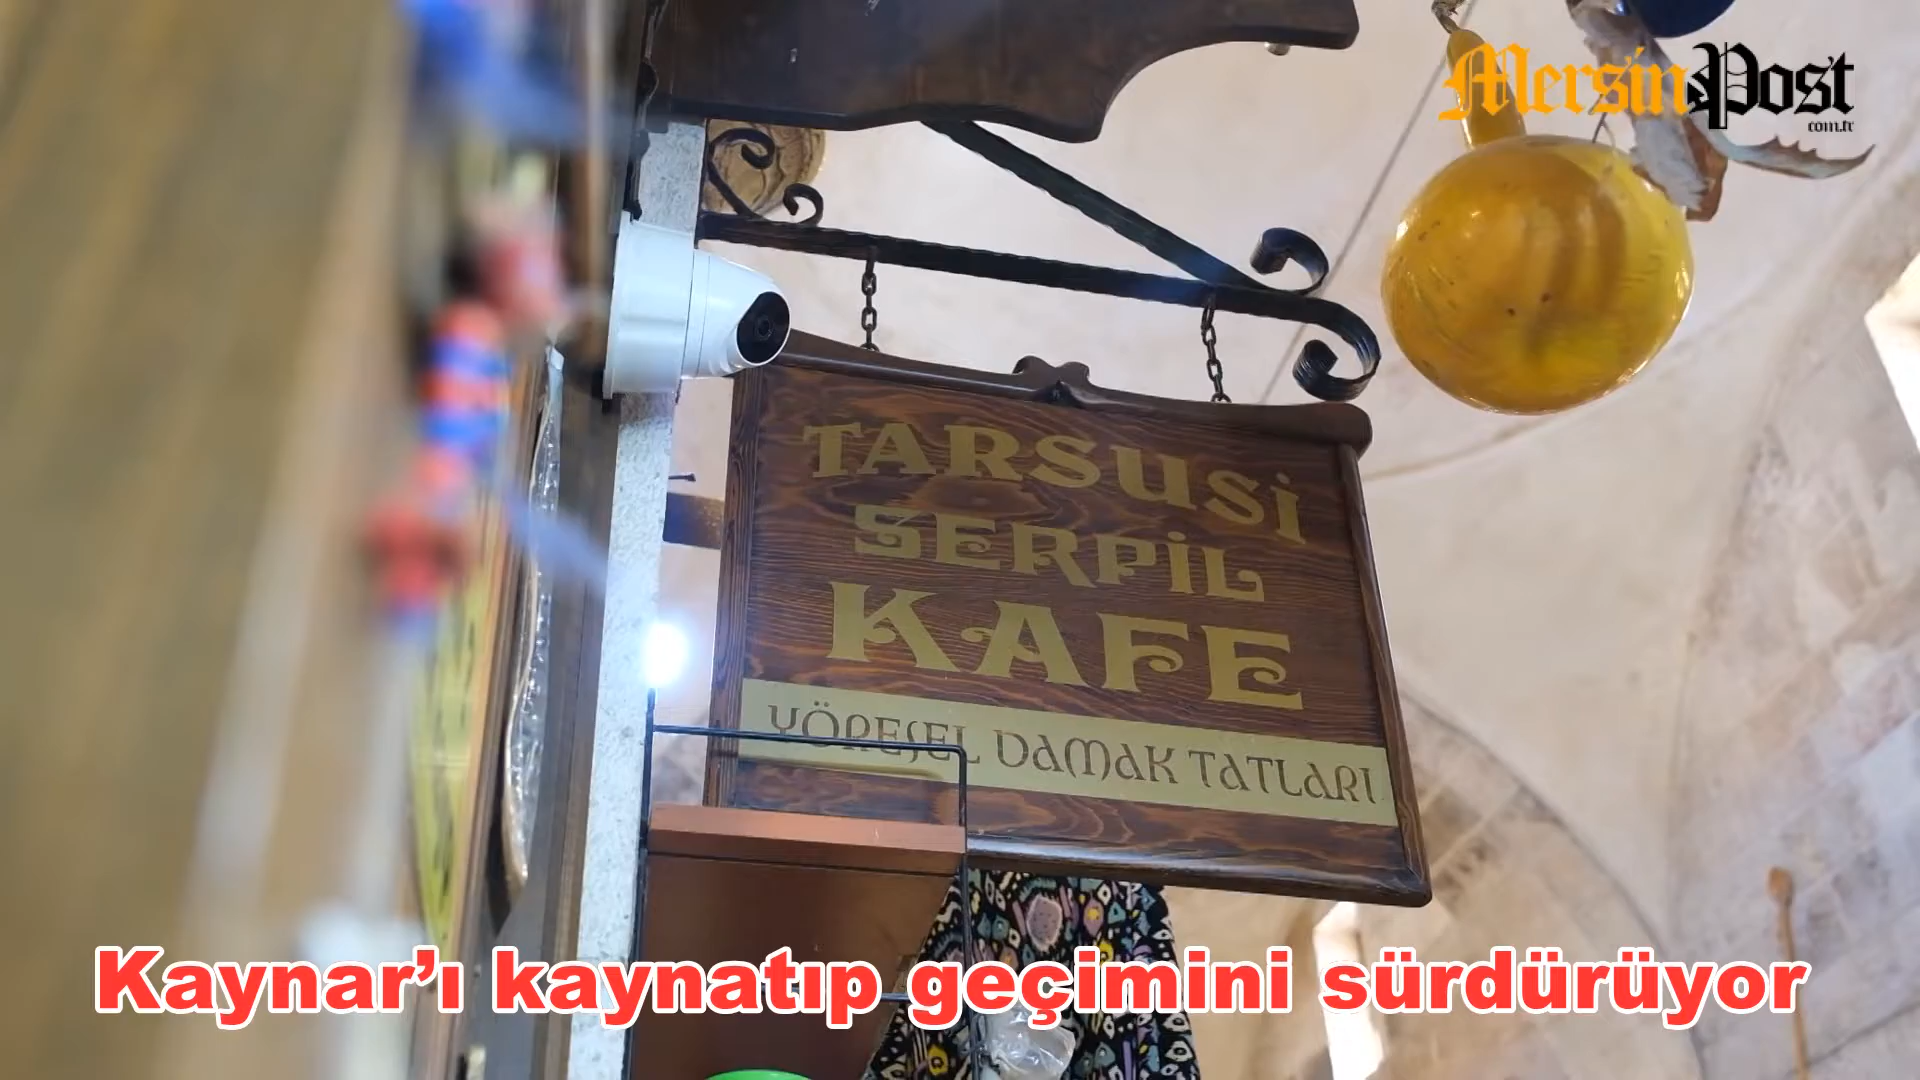 MersinPost
com.tr
TARSUSİ
SERPİL
KAFE
YÖRESEL DAMAK TATLARI
Kaynar’ı kaynatıp geçimini sürdürüyor